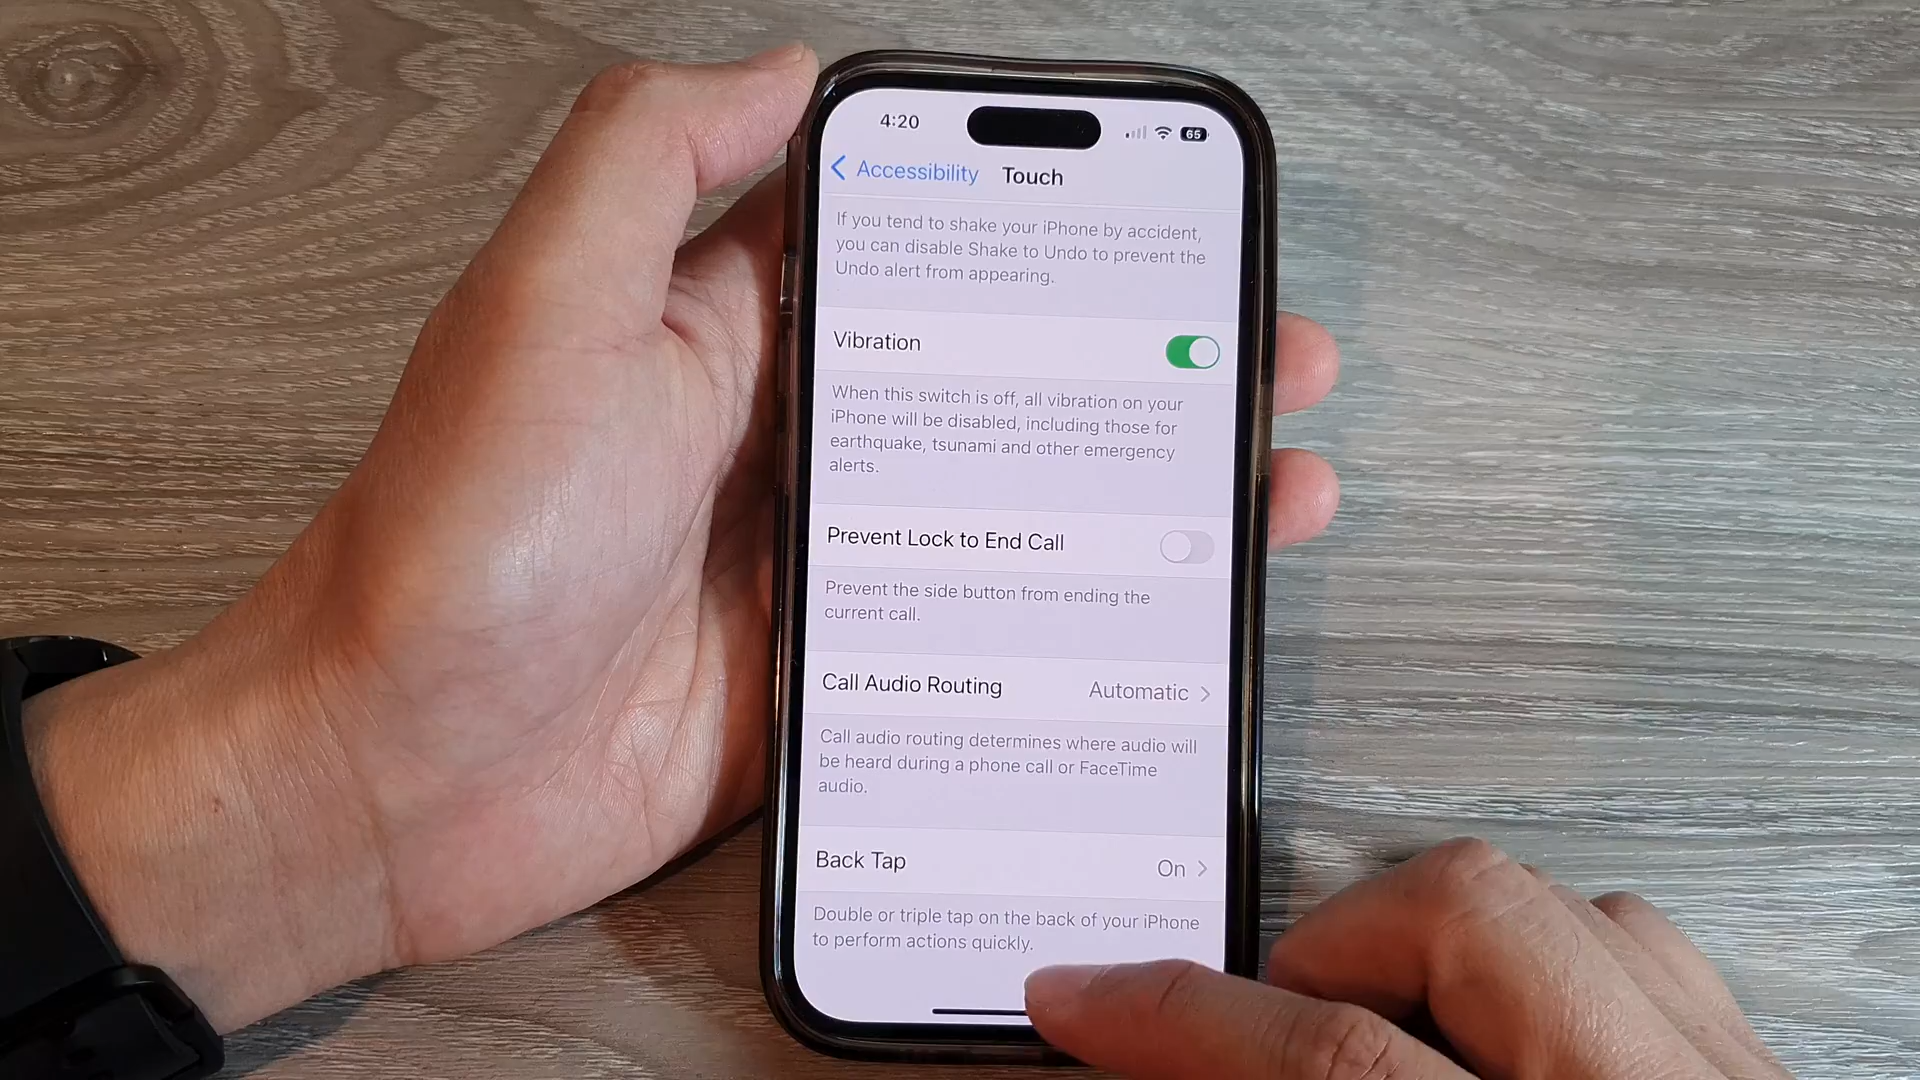 4:20
65
Accessibility Touch
If you tend to shake your iPhone by accident,
you can disable Shake to Undo to prevent the
Undo alert from appearing.
Vibration
When this switch is off, all vibration on your
iPhone will be disabled, including those for
earthquake, tsunami and other emergency
alerts.
Prevent Lock to End Call
Prevent the side button from ending the
current call.
Call Audio Routing Automatic
Call audio routing determines where audio will
be heard during a phone call or FaceTime
audio.
Back Tap On
Double or triple tap on the back of your iPhone
to perform actions quickly.